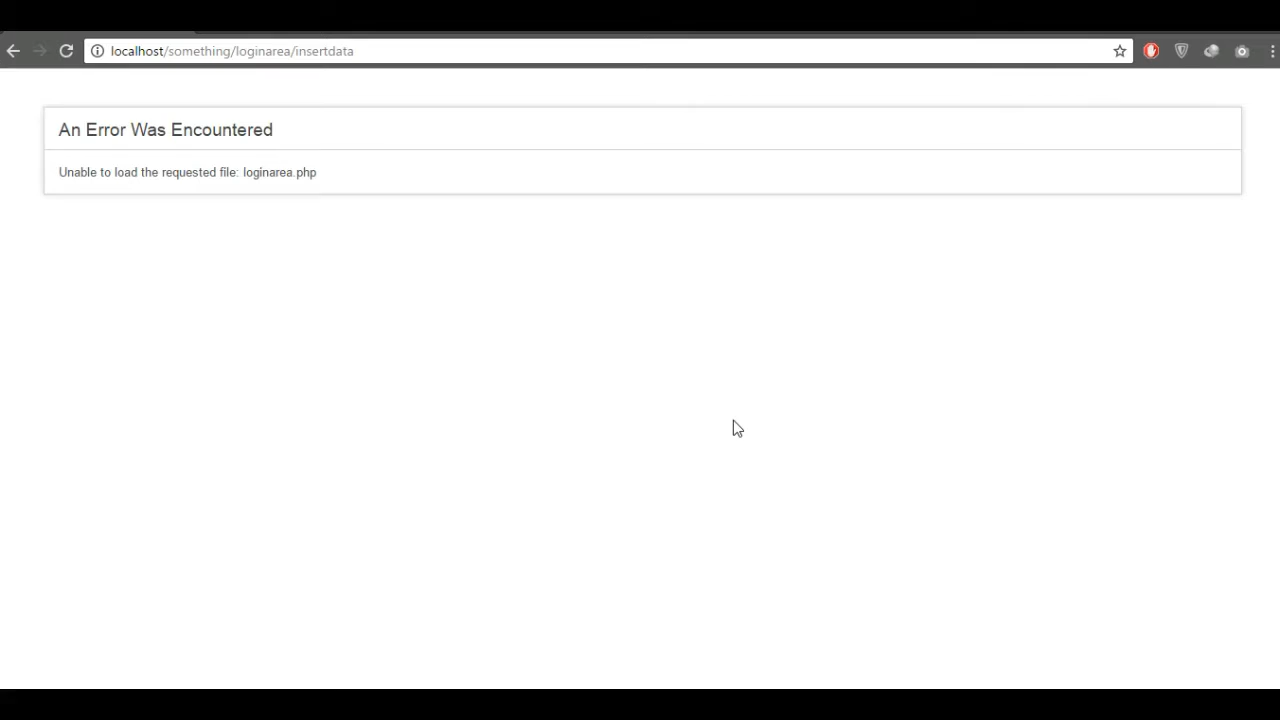 localhost/something/loginarea/insertdata
An Error Was Encountered
Unable to load the requested file: loginarea.php